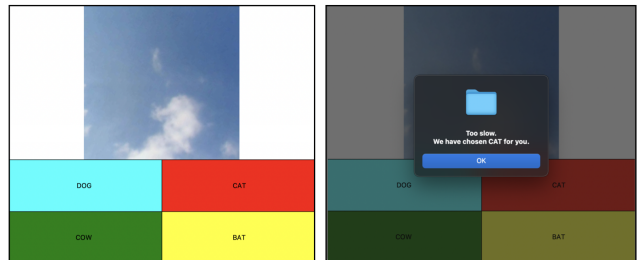 DOG
CAT
COW
BAT
Too slow.
We have chosen CAT for you.
OK
DOG
CAT
COW
BAT